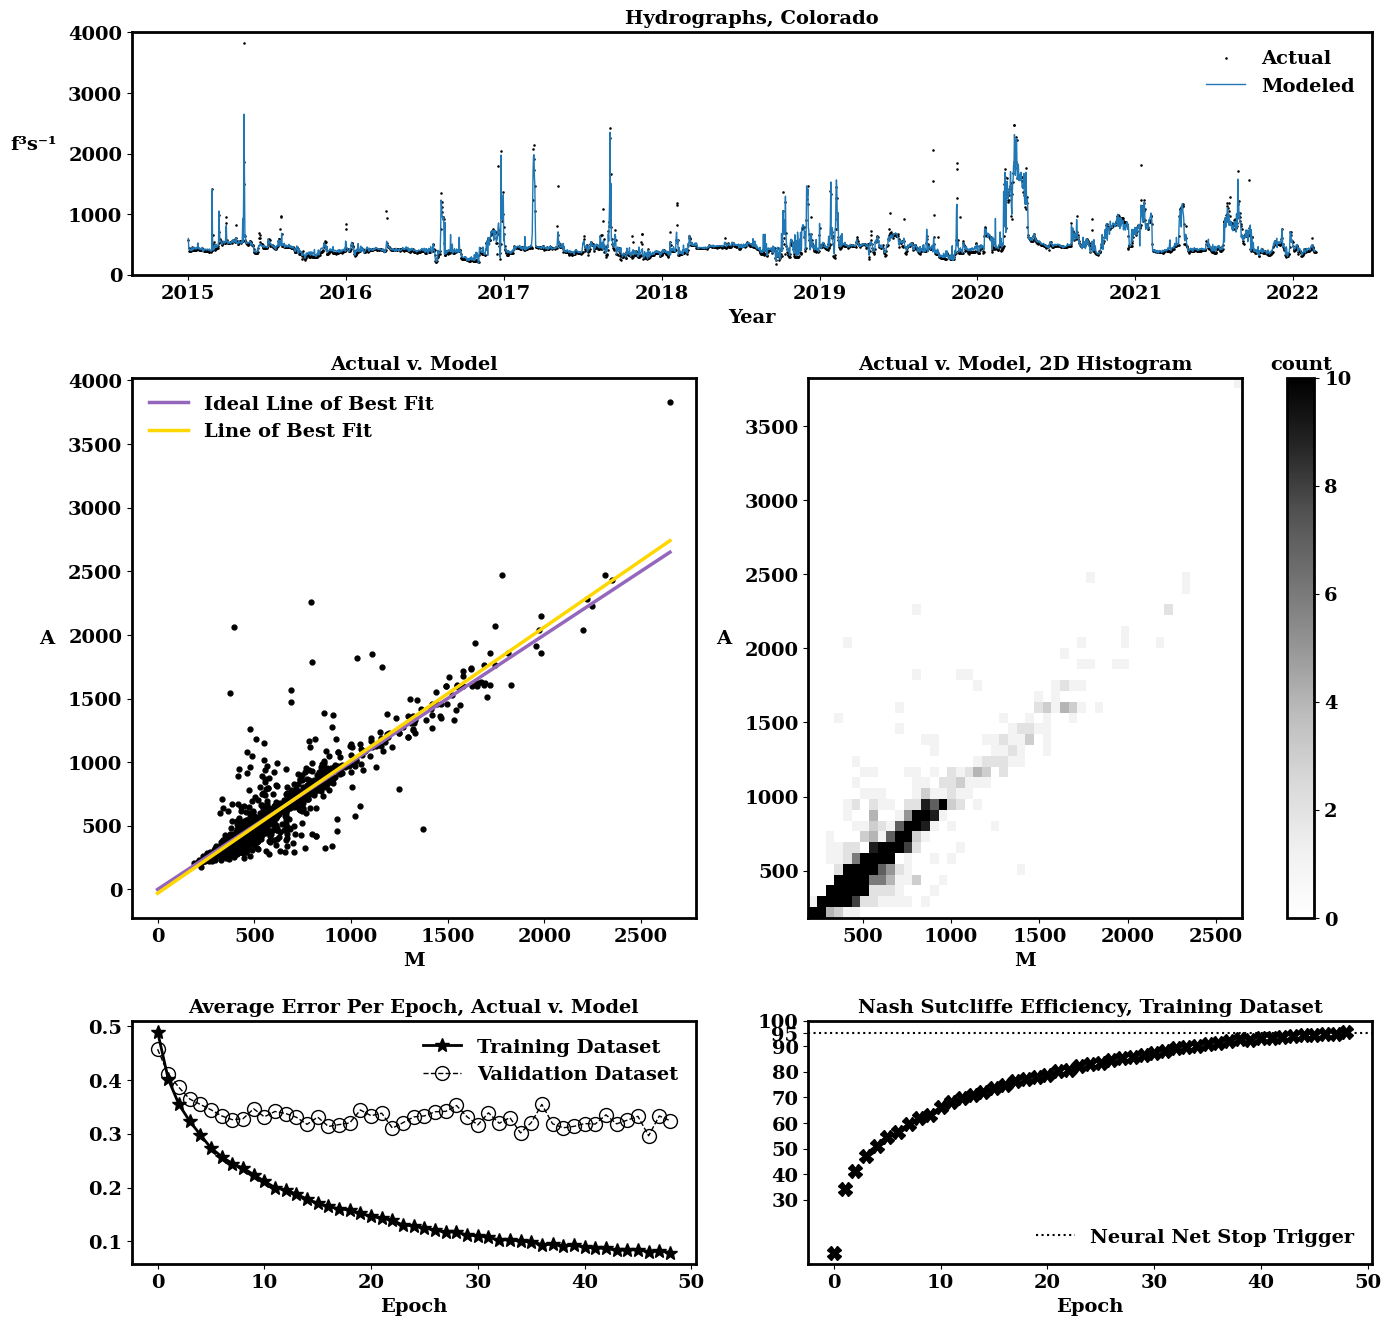 Hydrographs, Colorado
4000
3000
f³s⁻¹
2000
1000
0
Actual
Modeled
2015 2016 2017 2018 2019 2020 2021 2022
Year
Actual v. Model
4000
3500
3000
2500
A
2000
1500
1000
500
0
Ideal Line of Best Fit
Line of Best Fit
0 500 1000 1500 2000 2500
M
Actual v. Model, 2D Histogram
3500
3000
2500
A
2000
1500
1000
500
500 1000 1500 2000 2500
M
count
10
8
6
4
2
0
Average Error Per Epoch, Actual v. Model
0.5
0.4
0.3
0.2
0.1
Training Dataset
Validation Dataset
0 10 20 30 40 50
Epoch
Nash Sutcliffe Efficiency, Training Dataset
100
95
90
80
70
60
50
40
30
Neural Net Stop Trigger
0 10 20 30 40 50
Epoch